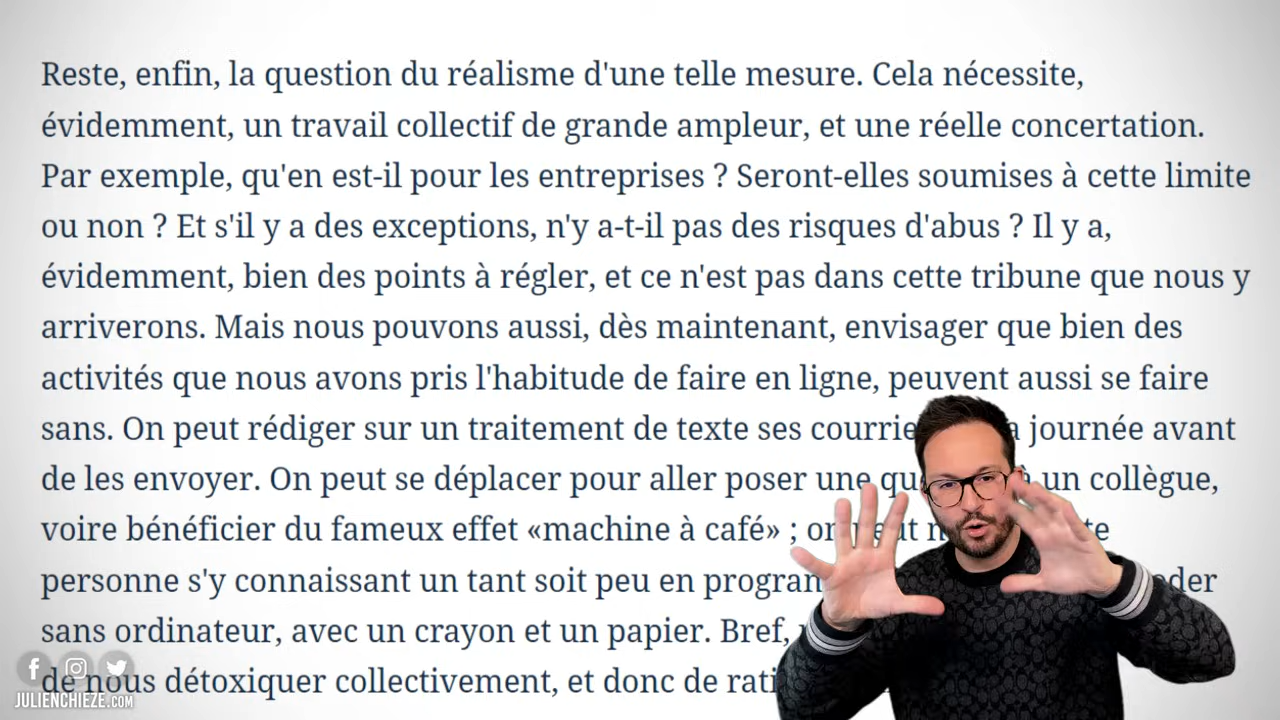 Reste, enfin, la question du réalisme d'une telle mesure. Cela nécessite,
évidemment, un travail collectif de grande ampleur, et une réelle concertation.
Par exemple, qu'en est-il pour les entreprises ? Seront-elles soumises à cette limite
ou non ? Et s'il y a des exceptions, n'y a-t-il pas des risques d'abus ? Il y a,
évidemment, bien des points à régler, et ce n'est pas dans cette tribune que nous y
arriverons. Mais nous pouvons aussi, dès maintenant, envisager que bien des
activités que nous avons pris l'habitude de faire en ligne, peuvent aussi se faire
sans. On peut rédiger sur un traitement de texte ses journée avant
de les envoyer. On peut se déplacer pour aller poser une à un collègue,
voire bénéficier du fameux effet «machine à café» ;
personne s'y connaissant un tant soit peu en
sans ordinateur, avec un crayon et un papier. Bref,
de nous détoxiquer collectivement, et donc de
JULIENCHIEZE.COM